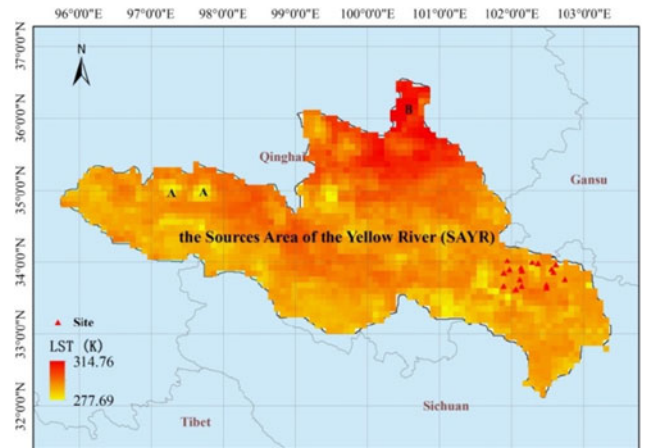 96°0'0"E 97°0'0"E 98°0'0"E 99°0'0"E 100°0'0"E 101°0'0"E 102°0'0"E 103°0'0"E
37°0'0"N
N
36°0'0"N
B
Qinghai
Gansu
35°0'0"N
A A
the Sources Area of the Yellow River (SAYR)
34°0'0"N
Site
33°0'0"N
LST (K)
314.76
277.69
32°0'0"N
Sichuan
Tibet